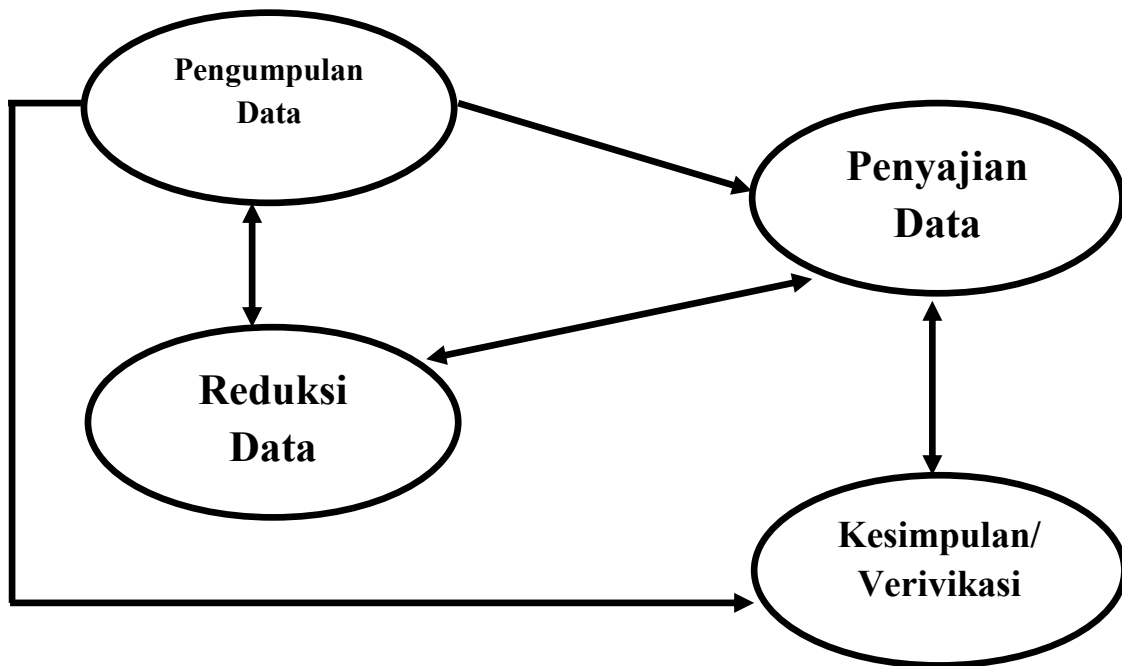 Pengumpulan
Data
Penyajian
Data
Reduksi
Data
Kesimpulan/
Verivikasi